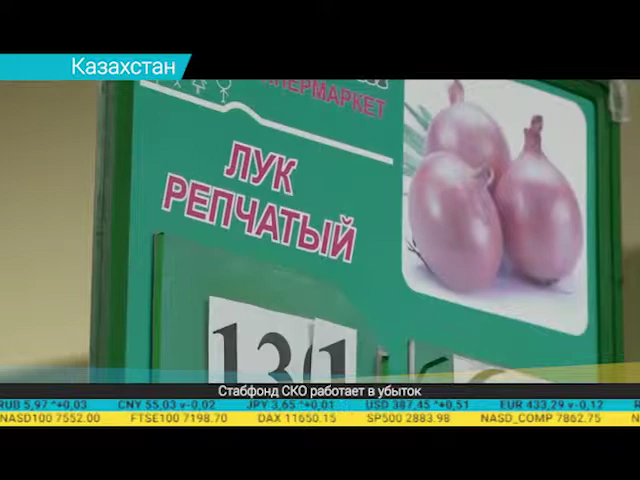 Казахстан
ИПЕРМАРКЕТ
ЛУК
РЕПЧАТЫЙ
130
Стабфонд СКО работает в убыток
RUB 5,97 +0,03 CNY 55,03 -0,02 JPY 3,65 +0,01 USD 387,45 +0,51 EUR 433,29 -0,12
NASD100 7552.00 FTSE100 7198.70 DAX 11650.15 SP500 2883.98 NASD_COMP 7862.75